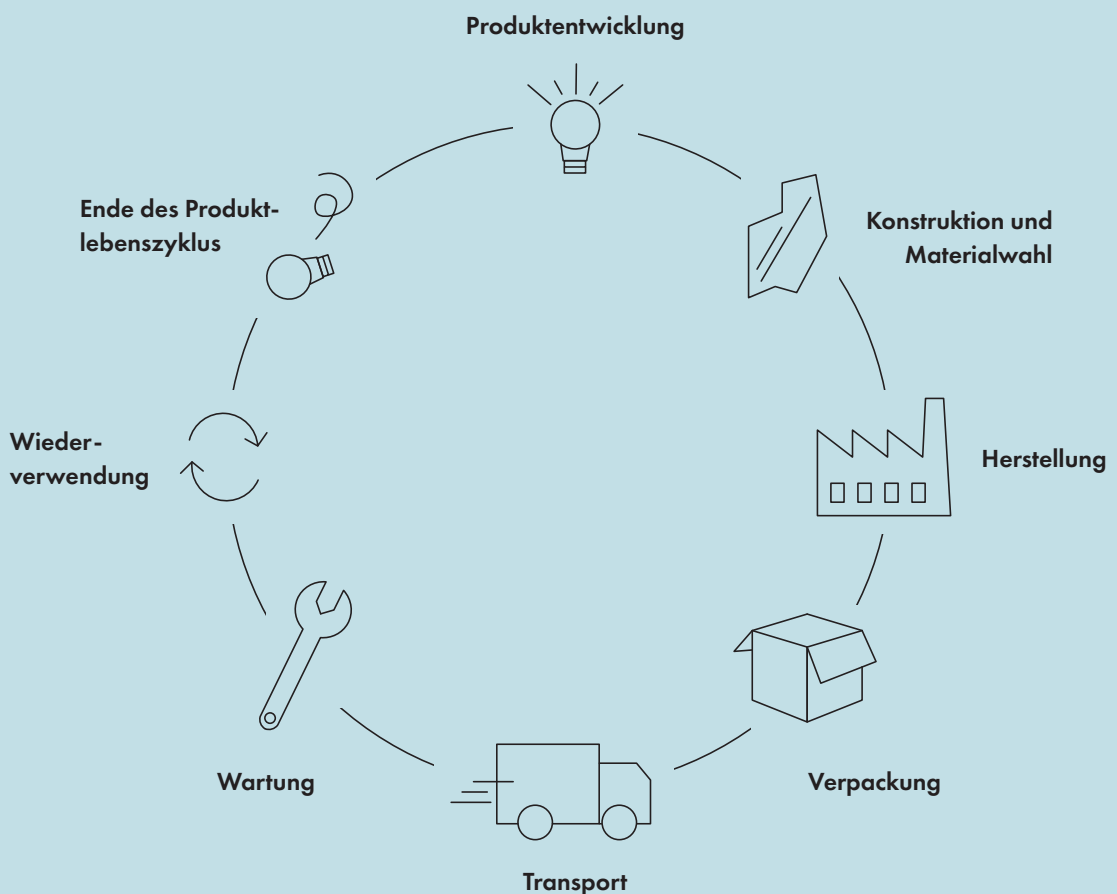 Produktentwicklung
Konstruktion und
Materialwahl
Herstellung
Verpackung
Transport
Wartung
Wieder-
verwendung
Ende des Produkt-
lebenszyklus